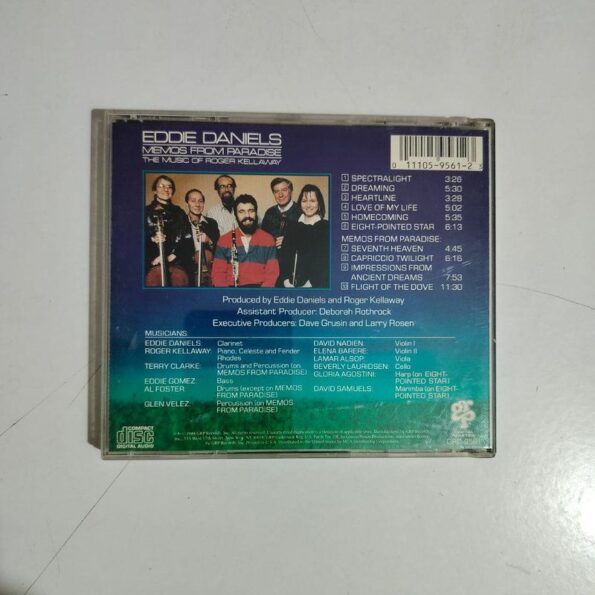 EDDIE DANIELS
MEMOS FROM PARADISE
THE MUSIC OF ROGER KELLAWAY
0 11105-9561-2 3
1 SPECTRALIGHT 3:26
2 DREAMING 5:30
3 HEARTLINE 3:28
4 LOVE OF MY LIFE 5:02
5 HOMECOMING 5:35
6 EIGHT-POINTED STAR 6:13
MEMOS FROM PARADISE:
7 SEVENTH HEAVEN 4:45
8 CAPRICCIO TWILIGHT 6:16
9 IMPRESSIONS FROM
ANCIENT DREAMS 7:53
10 FLIGHT OF THE DOVE 11:30
Produced by Eddie Daniels and Roger Kellaway
Assistant Producer: Deborah Rothrock
Executive Producers: Dave Grusin and Larry Rosen
MUSICIANS:
EDDIE DANIELS: Clarinet
ROGER KELLAWAY: Piano, Celeste and Fender
Rhodes
TERRY CLARKE: Drums and Percussion (on
MEMOS FROM PARADISE)
EDDIE GOMEZ: Bass
AL FOSTER: Drums (except on MEMOS
FROM PARADISE)
GLEN VELEZ: Percussion (on MEMOS
FROM PARADISE)
DAVID NADIEN: Violin I
ELENA BARERE: Violin II
LAMAR ALSOP: Viola
BEVERLY LAURIDSEN: Cello
GLORIA AGOSTINI: Harp (on EIGHT-
POINTED STAR)
DAVID SAMUELS: Marimba (on EIGHT-
POINTED STAR)
COMPACT
disc
DIGITAL AUDIO